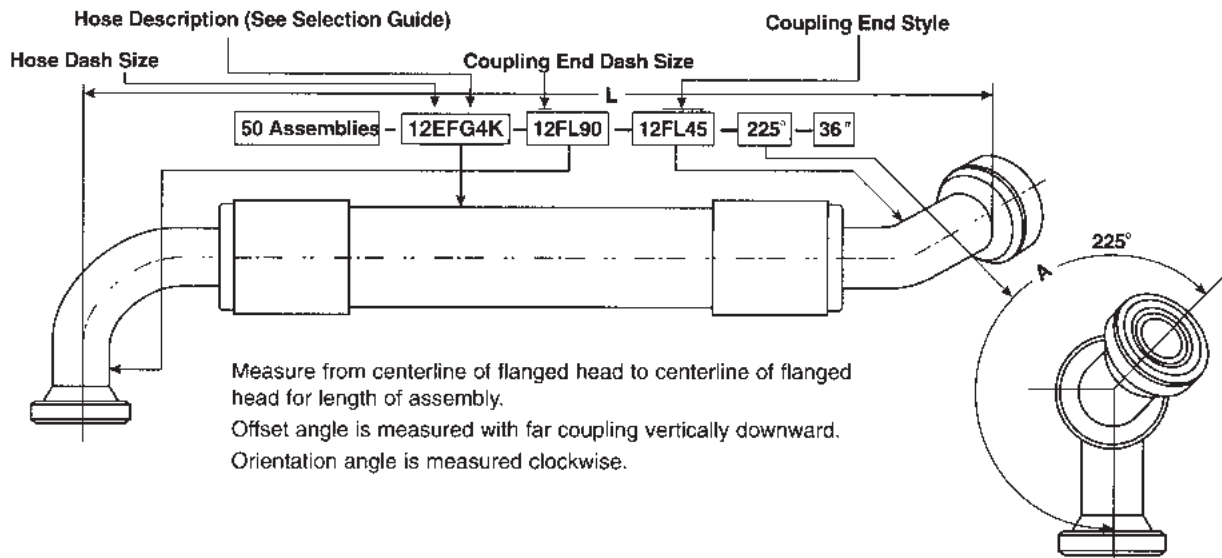 Hose Description (See Selection Guide)
Coupling End Style
Hose Dash Size
Coupling End Dash Size
L
50 Assemblies – 12EFG4K – 12FL90 – 12FL45 – 225° – 36"
225°
A
Measure from centerline of flanged head to centerline of flanged
head for length of assembly.
Offset angle is measured with far coupling vertically downward.
Orientation angle is measured clockwise.